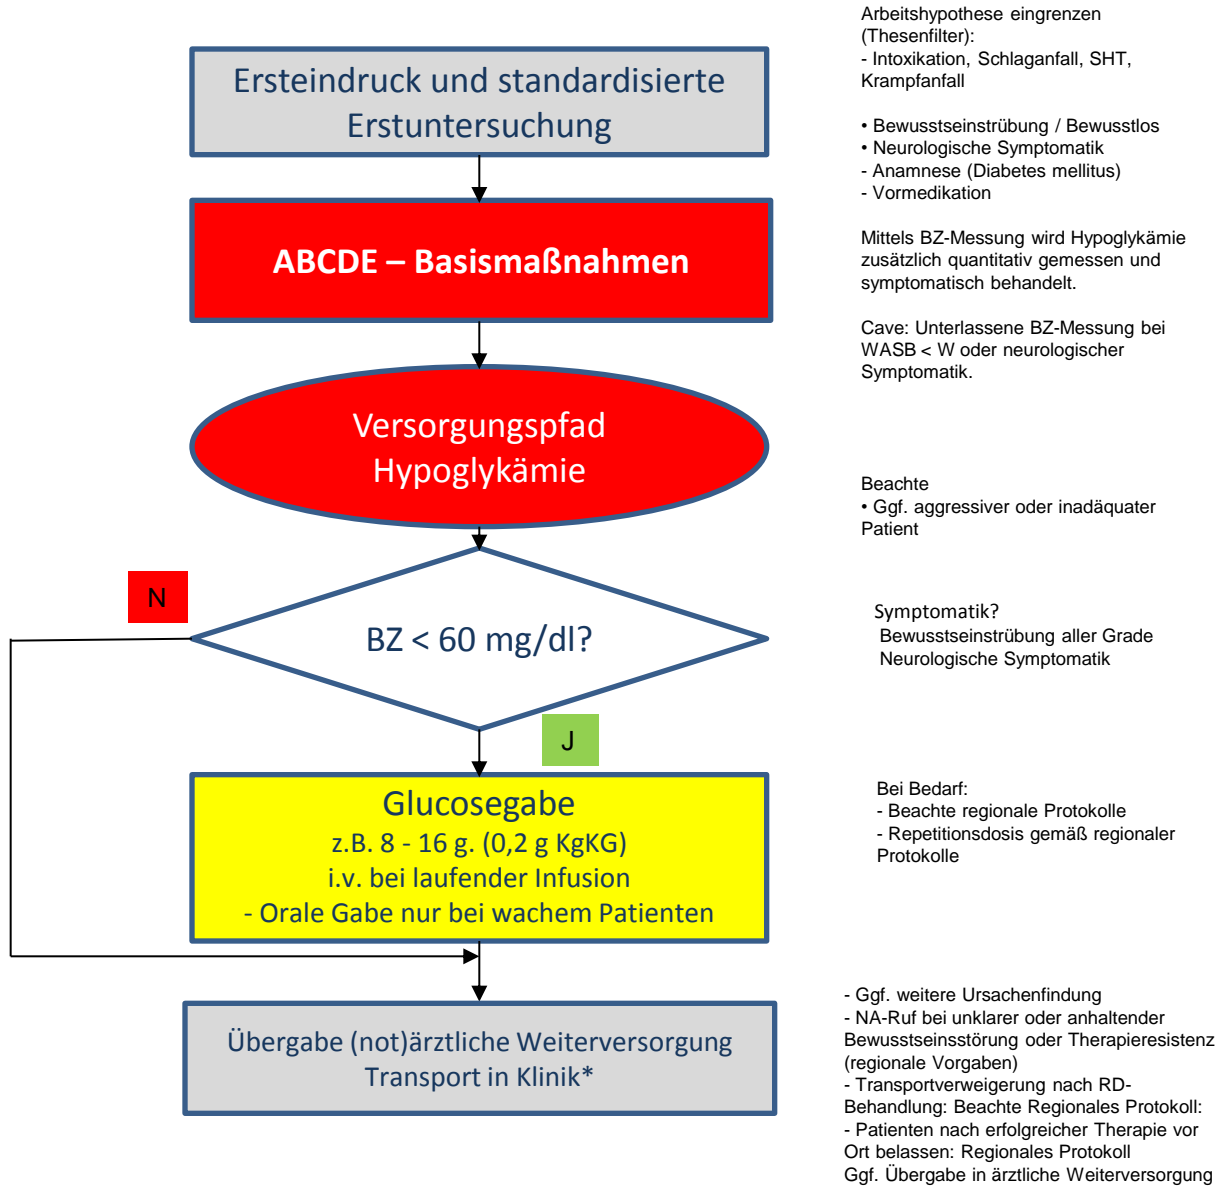 Arbeitshypothese eingrenzen
(Thesenfilter):
- Intoxikation, Schlaganfall, SHT,
Krampfanfall
Ersteindruck und standardisierte
Erstuntersuchung
• Bewusstseinstrübung / Bewusstlos
• Neurologische Symptomatik
- Anamnese (Diabetes mellitus)
- Vormedikation
ABCDE – Basismaßnahmen
Mittels BZ-Messung wird Hypoglykämie
zusätzlich quantitativ gemessen und
symptomatisch behandelt.
Cave: Unterlassene BZ-Messung bei
WASB < W oder neurologischer
Symptomatik.
Versorgungspfad
Hypoglykämie
Beachte
• Ggf. aggressiver oder inadäquater
Patient
N
BZ < 60 mg/dl?
Symptomatik?
Bewusstseinstrübung aller Grade
Neurologische Symptomatik
J
Glucosegabe
z.B. 8 - 16 g. (0,2 g KgKG)
i.v. bei laufender Infusion
- Orale Gabe nur bei wachem Patienten
Bei Bedarf:
- Beachte regionale Protokolle
- Repetitionsdosis gemäß regionaler
Protokolle
Übergabe (not)ärztliche Weiterversorgung
Transport in Klinik*
- Ggf. weitere Ursachenfindung
- NA-Ruf bei unklarer oder anhaltender
Bewusstseinsstörung oder Therapieresistenz
(regionale Vorgaben)
- Transportverweigerung nach RD-
Behandlung: Beachte Regionales Protokoll:
- Patienten nach erfolgreicher Therapie vor
Ort belassen: Regionales Protokoll
Ggf. Übergabe in ärztliche Weiterversorgung